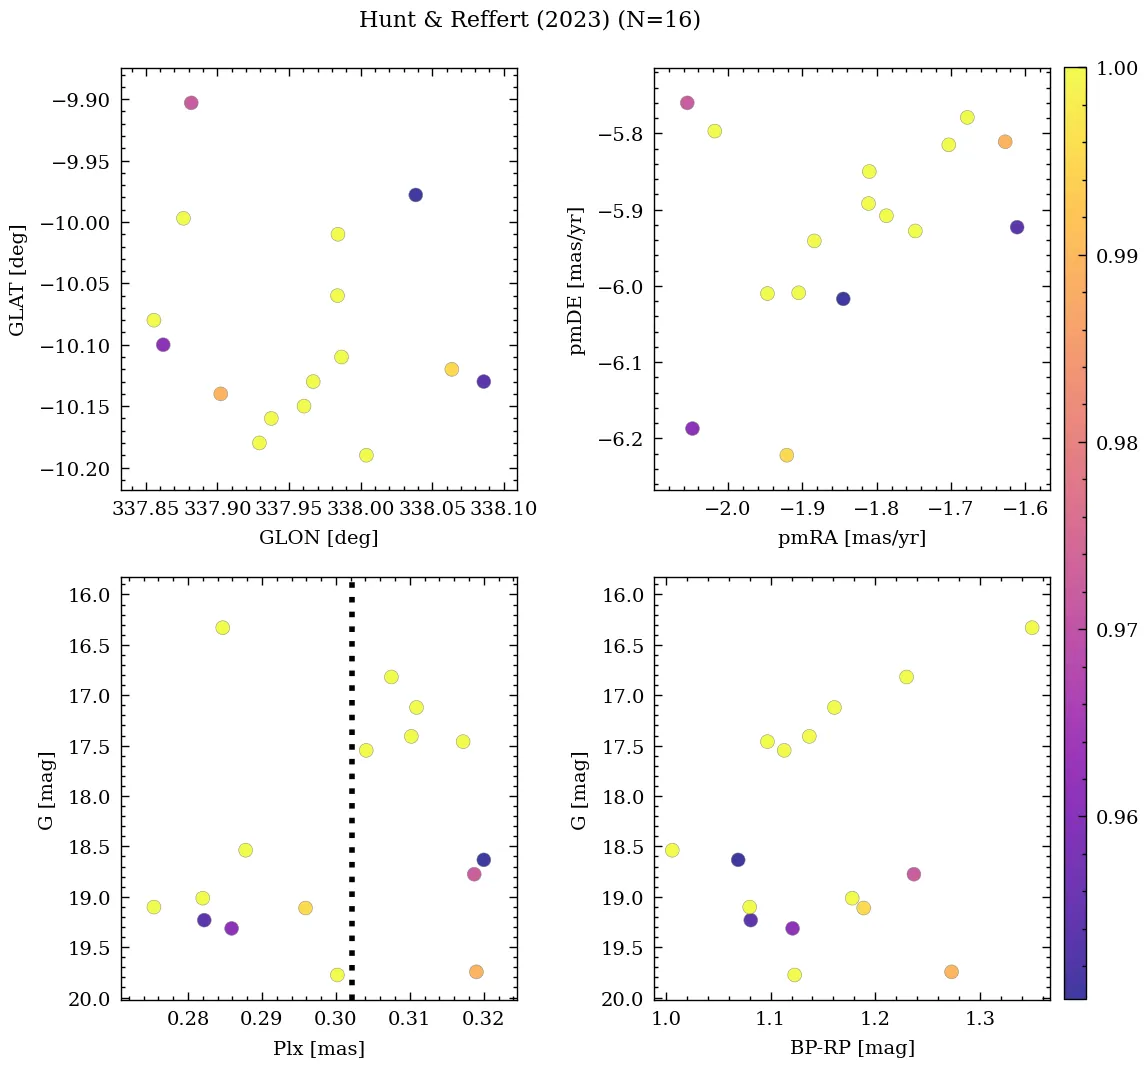 Hunt & Reffert (2023) (N=16)
−9.90
−9.95
−10.00
−10.05
−10.10
−10.15
−10.20
GLAT [deg]
337.85 337.90 337.95 338.00 338.05 338.10
GLON [deg]
−5.8
−5.9
−6.0
−6.1
−6.2
pmDE [mas/yr]
−2.0 −1.9 −1.8 −1.7 −1.6
pmRA [mas/yr]
16.0
16.5
17.0
17.5
18.0
18.5
19.0
19.5
20.0
G [mag]
0.28 0.29 0.30 0.31 0.32
Plx [mas]
16.0
16.5
17.0
17.5
18.0
18.5
19.0
19.5
20.0
G [mag]
1.0 1.1 1.2 1.3
BP-RP [mag]
1.00
0.99
0.98
0.97
0.96